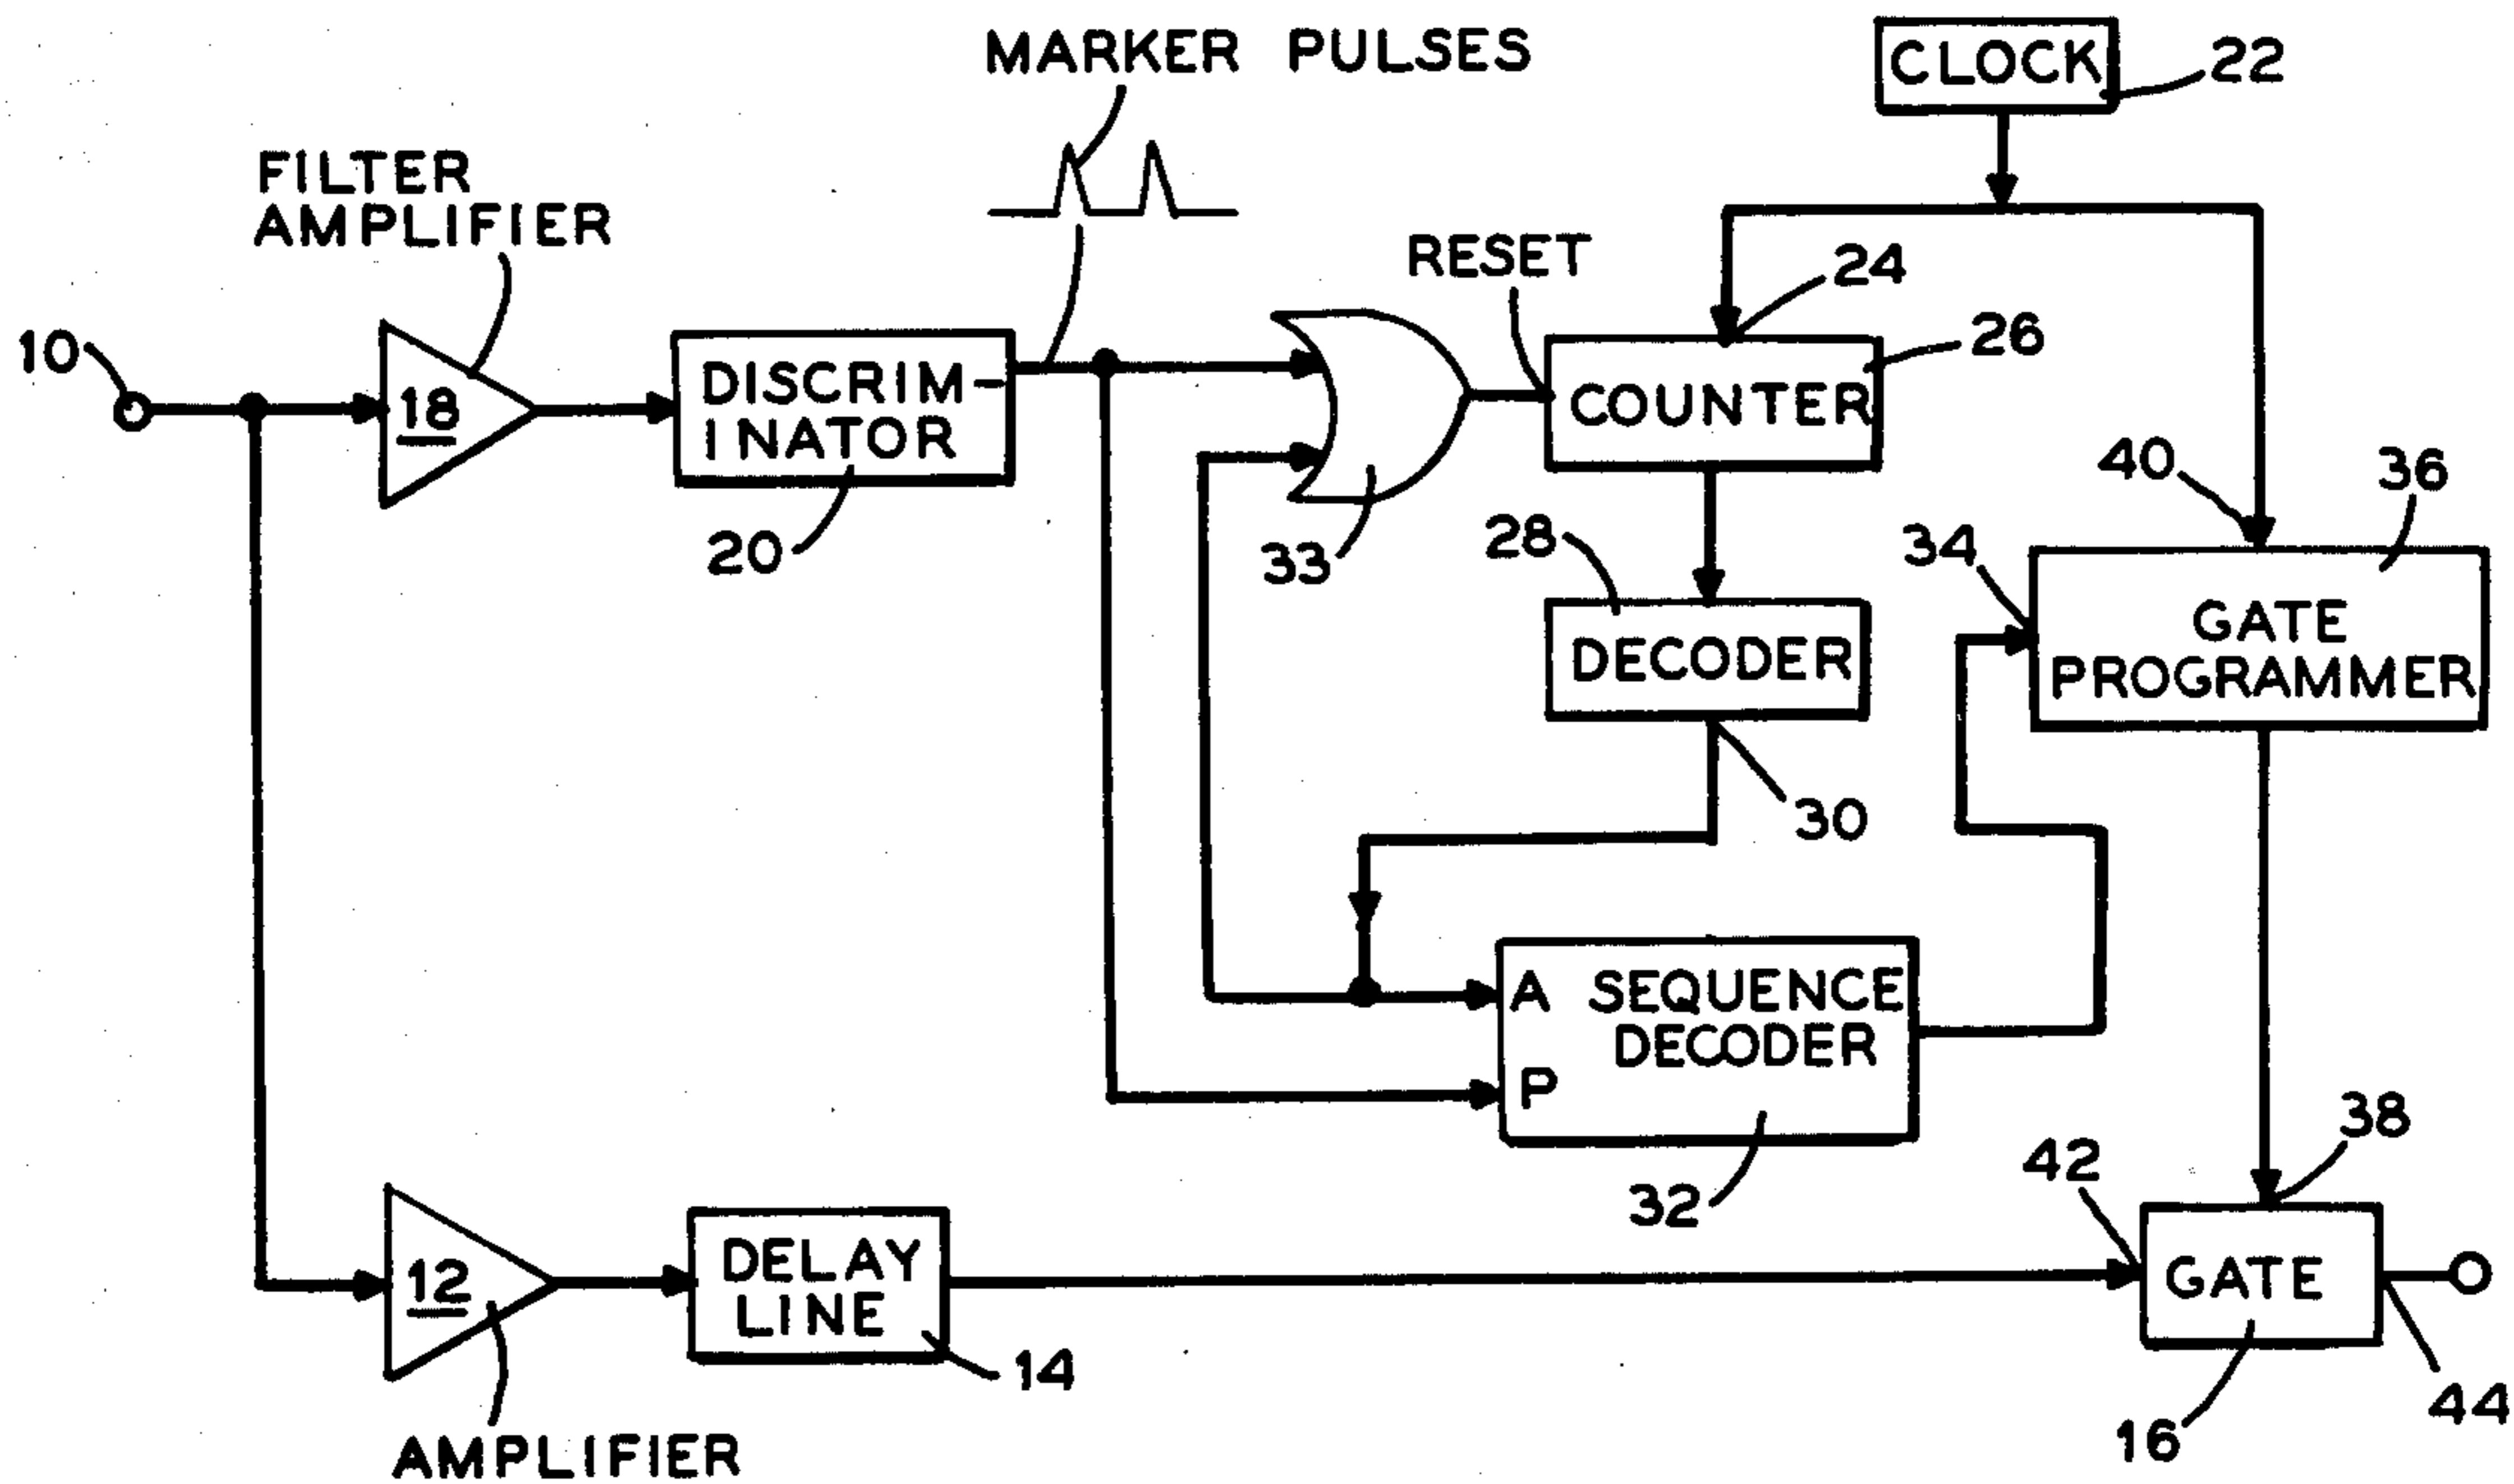 MARKER PULSES
CLOCK
22
FILTER
AMPLIFIER
RESET
24
26
10
18
DISCRIM-
INATOR
COUNTER
20
33
28
40
36
34
DECODER
GATE
PROGRAMMER
30
A SEQUENCE
DECODER
P
32
38
42
12
DELAY
LINE
GATE
14
44
16
AMPLIFIER